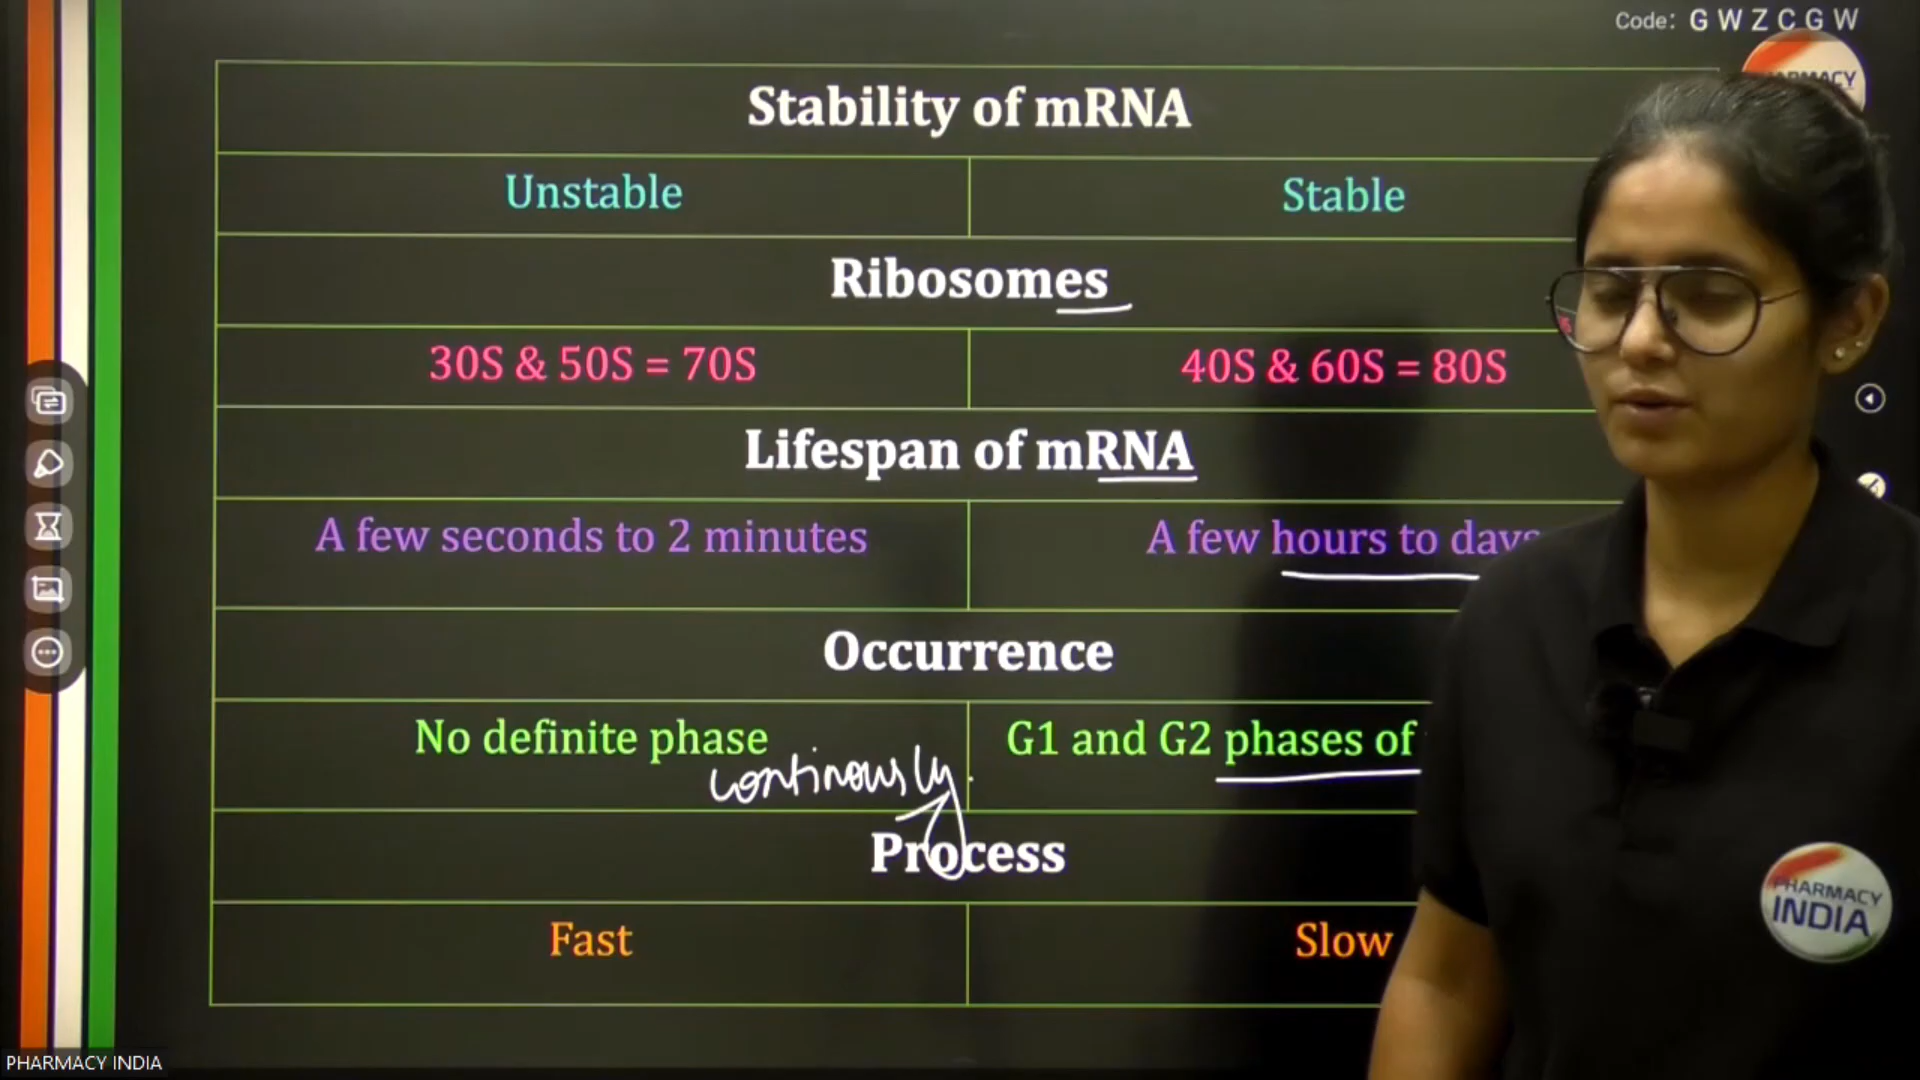 Code: G W Z C G W
Stability of mRNA
Unstable
Stable
Ribosomes
30S & 50S = 70S
40S & 60S = 80S
Lifespan of mRNA
A few seconds to 2 minutes
A few hours to days
Occurrence
No definite phase
continously
G1 and G2 phases of
Process
Fast
Slow
PHARMACY
INDIA
PHARMACY INDIA